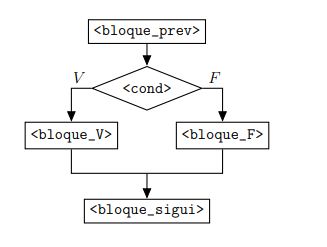 <bloque_prev>
V
F
<cond>
<bloque_V>
<bloque_F>
<bloque_sigui>